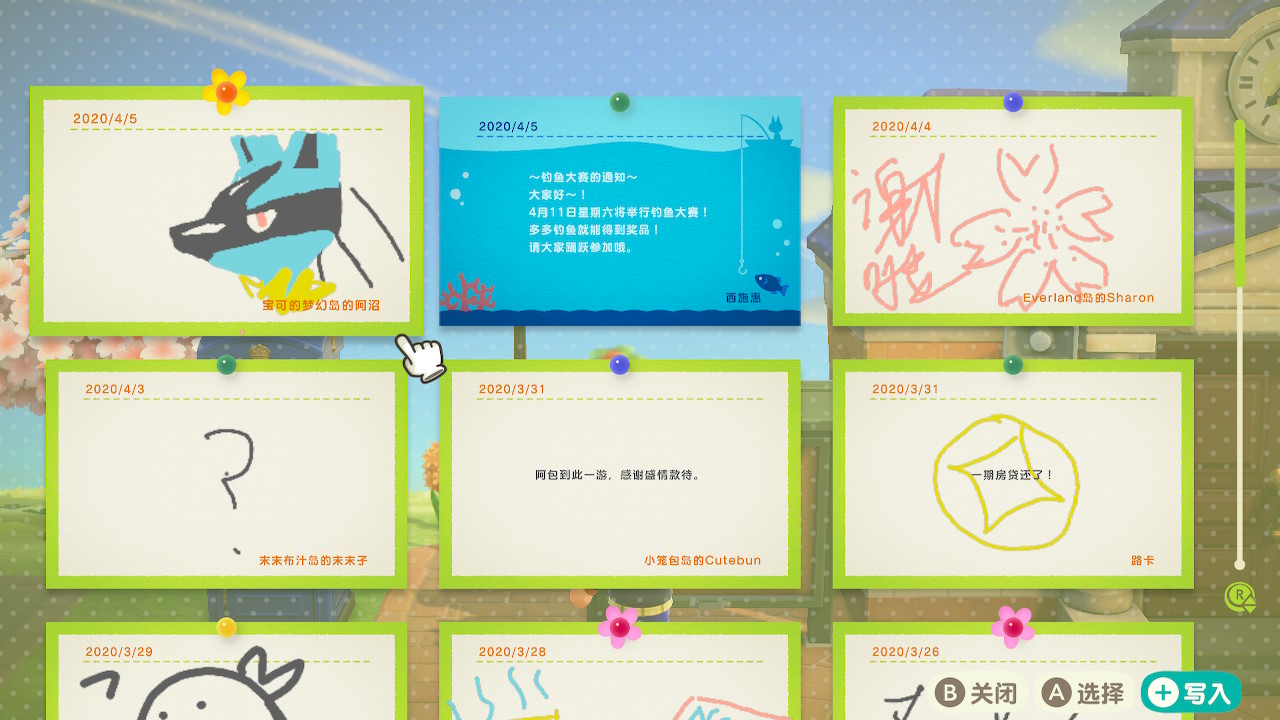 2020/4/5
宝可的梦幻岛的阿沼
2020/4/5
～钓鱼大赛的通知～
大家好～！
4月11日星期六将举行钓鱼大赛！
多多钓鱼就能得到奖品！
请大家踊跃参加哦。
西施惠
2020/4/4
谢
Everland岛的Sharon
2020/4/3
?
末末布汁岛的末末子
2020/3/31
阿包到此一游，感谢盛情款待。
小笼包岛的Cutebun
2020/3/31
一期房贷还了！
路卡
2020/3/29
2020/3/28
2020/3/26
R
B 关闭
A 选择
+ 写入